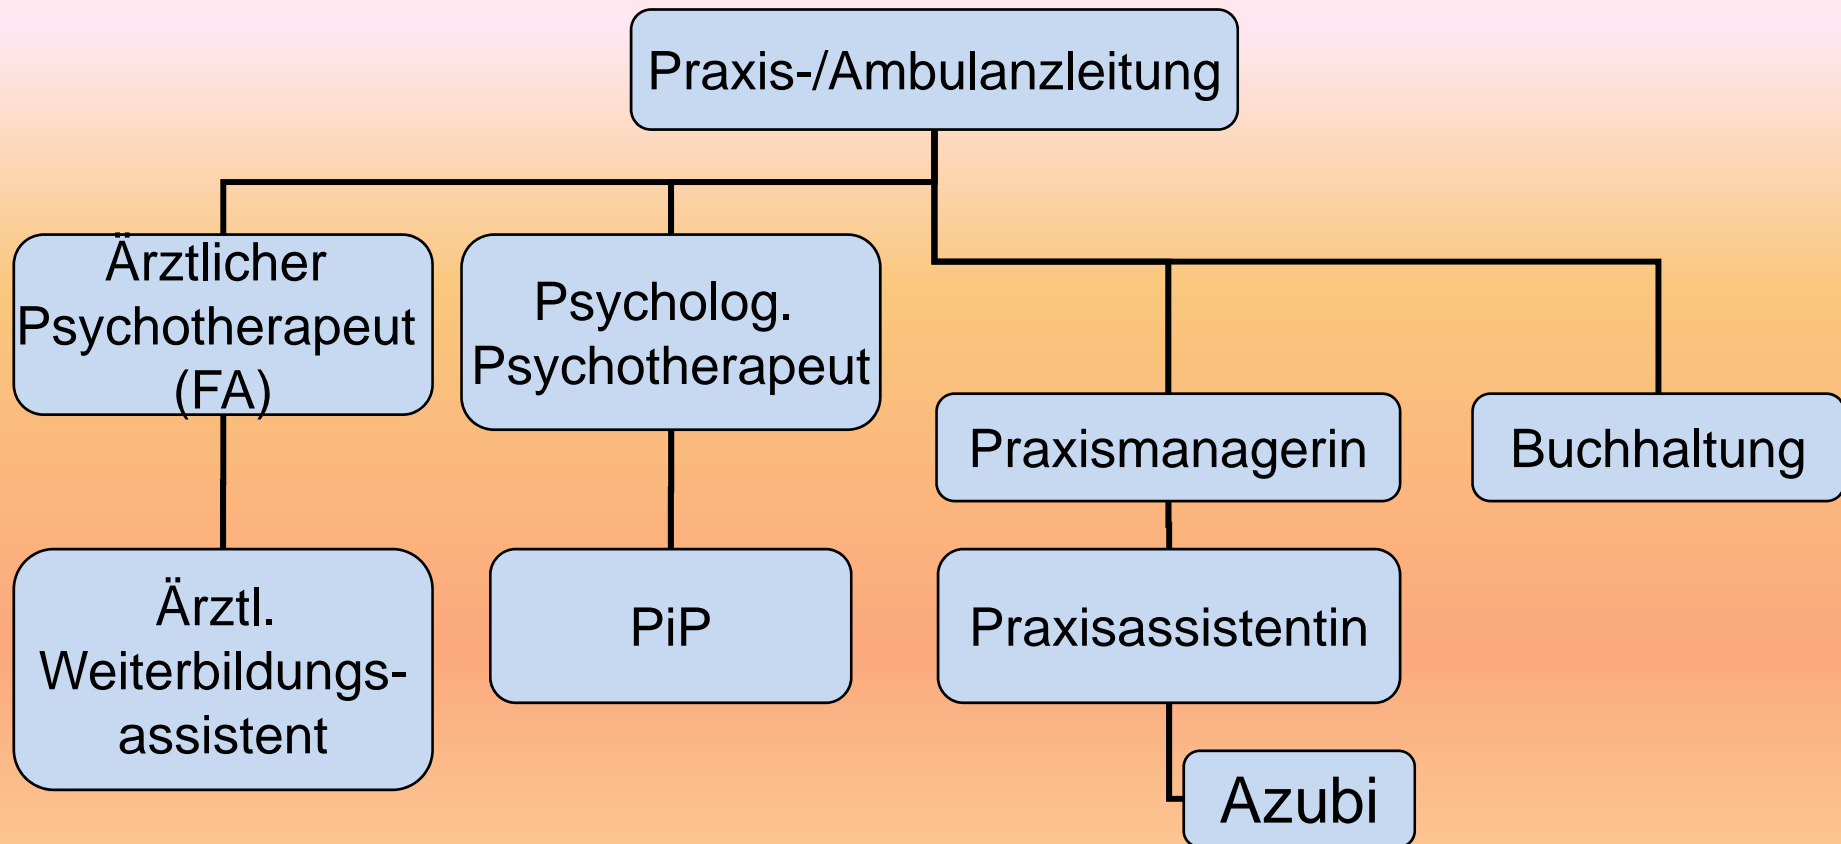 Praxis-/Ambulanzleitung
Ärztlicher
Psychotherapeut
(FA)
Psycholog.
Psychotherapeut
Praxismanagerin
Buchhaltung
Ärztl.
Weiterbildungs-
assistent
PiP
Praxisassistentin
Azubi